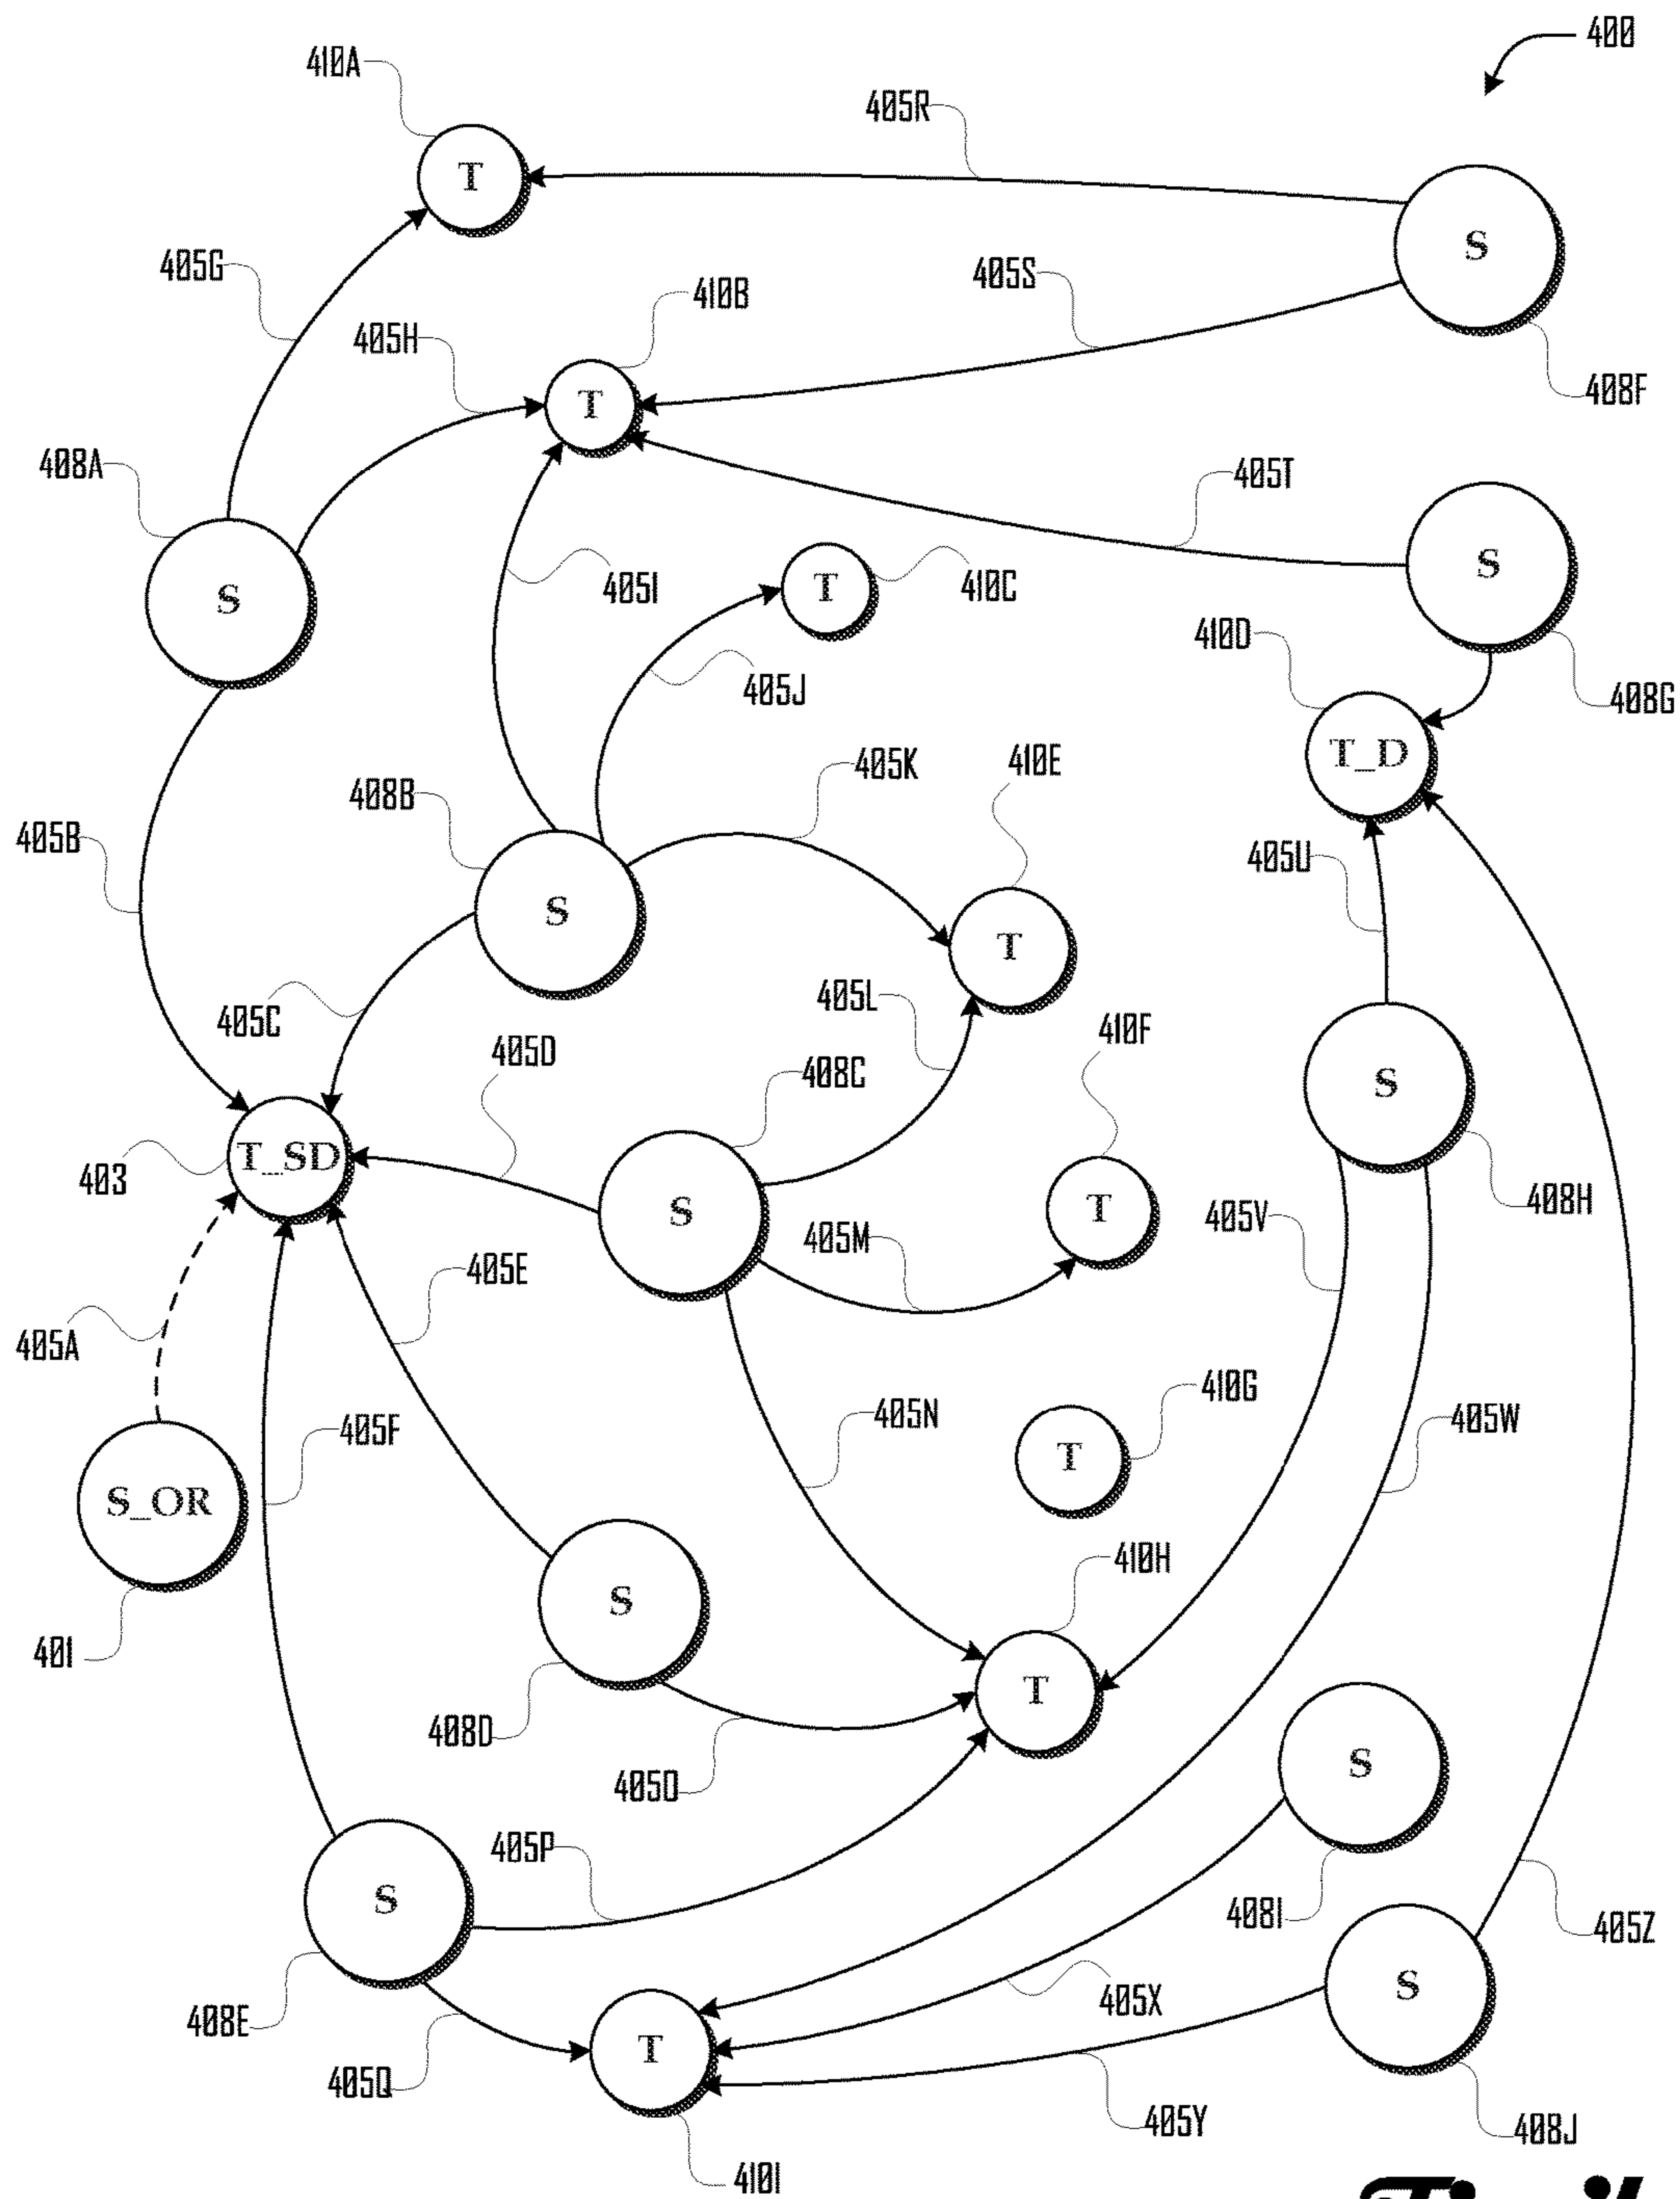 400
410A
405R
T
S
405G
410B
405S
405H
T
408F
408A
405T
S
T
410C
S
405I
410D
405J
408G
T_D
405K
410E
408B
405B
405U
S
T
405L
405C
410F
405D
408C
S
T_SD
403
S
T
408H
405V
405M
405E
405A
410G
405N
405W
405F
T
S_OR
410H
S
401
T
408D
S
405O
405P
S
408I
405Z
S
405X
408E
T
405Q
405Y
408J
410I